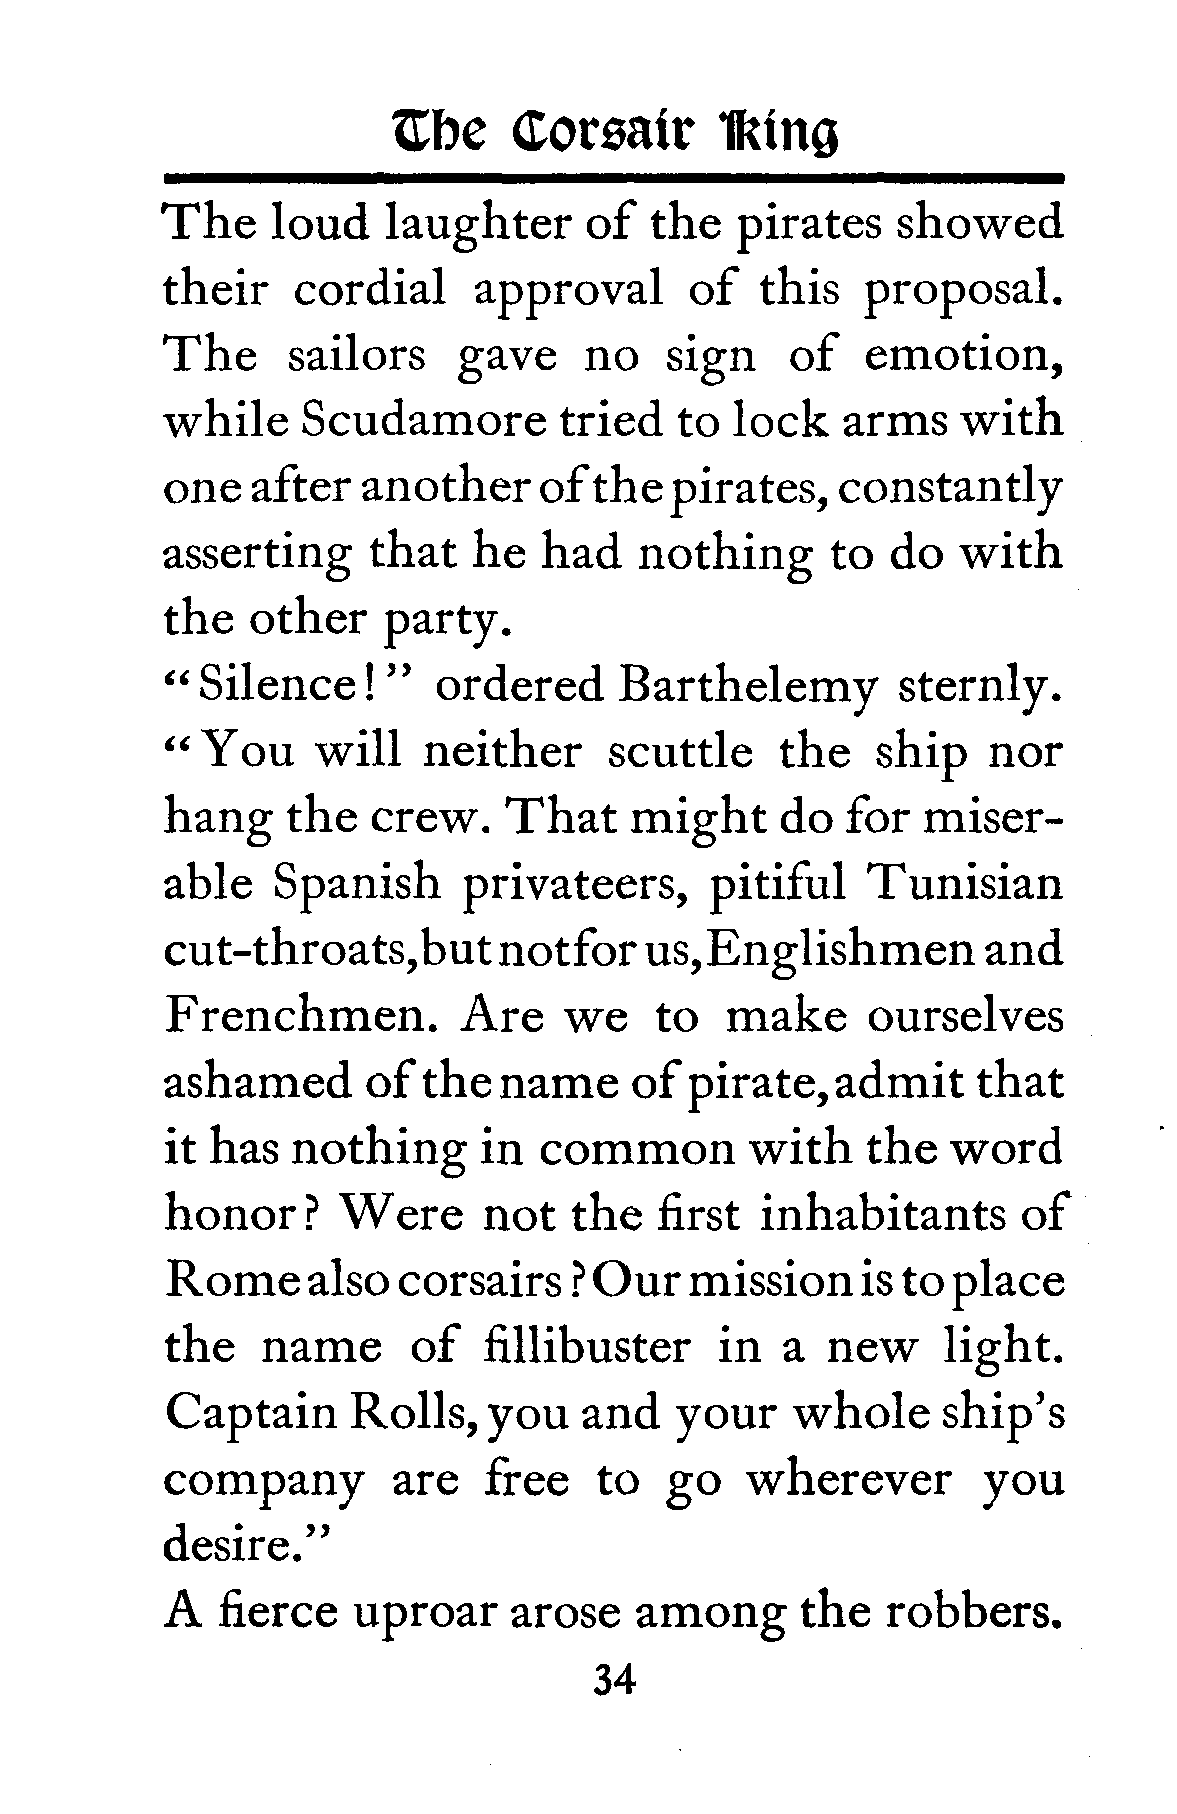 The Corsair King
The loud laughter of the pirates showed
their cordial approval of this proposal.
The sailors gave no sign of emotion,
while Scudamore tried to lock arms with
one after another of the pirates, constantly
asserting that he had nothing to do with
the other party.
“Silence!” ordered Barthelemy sternly.
“You will neither scuttle the ship nor
hang the crew. That might do for miser-
able Spanish privateers, pitiful Tunisian
cut-throats, but not for us, Englishmen and
Frenchmen. Are we to make ourselves
ashamed of the name of pirate, admit that
it has nothing in common with the word
honor? Were not the first inhabitants of
Rome also corsairs? Our mission is to place
the name of fillibuster in a new light.
Captain Rolls, you and your whole ship’s
company are free to go wherever you
desire.”
A fierce uproar arose among the robbers.
34